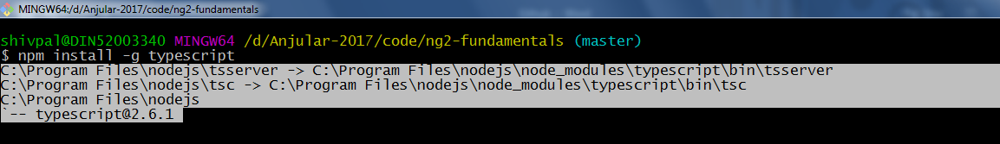 MINGW64:/d/Anjular-2017/code/ng2-fundamentals
shivpal@DIN52003340 MINGW64 /d/Anjular-2017/code/ng2-fundamentals (master)
$ npm install -g typescript
C:\Program Files\nodejs\tsserver -> C:\Program Files\nodejs\node_modules\typescript\bin\tsserver
C:\Program Files\nodejs\tsc -> C:\Program Files\nodejs\node_modules\typescript\bin\tsc
C:\Program Files\nodejs
`-- typescript@2.6.1